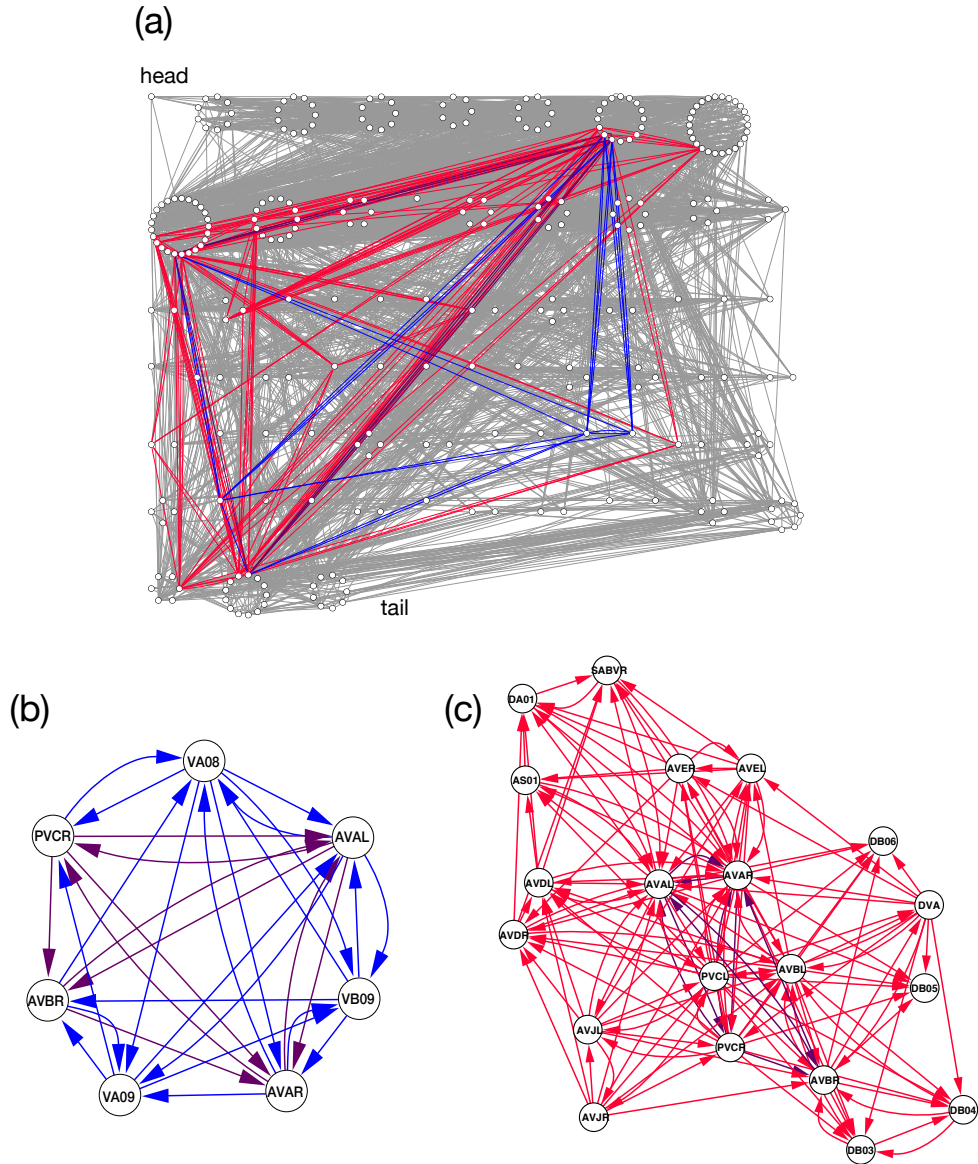 (a)
head
tail
(b)
VA08
PVCR
AVAL
AVBR
VB09
VA09
AVAR
(c)
SABVR
DA01
AVER
AVEL
AS01
DB06
AVDL
AVAL
AVAR
DVA
AVDR
PVCL
AVBL
DB05
AVJL
PVCR
AVBR
AVJR
DB04
DB03